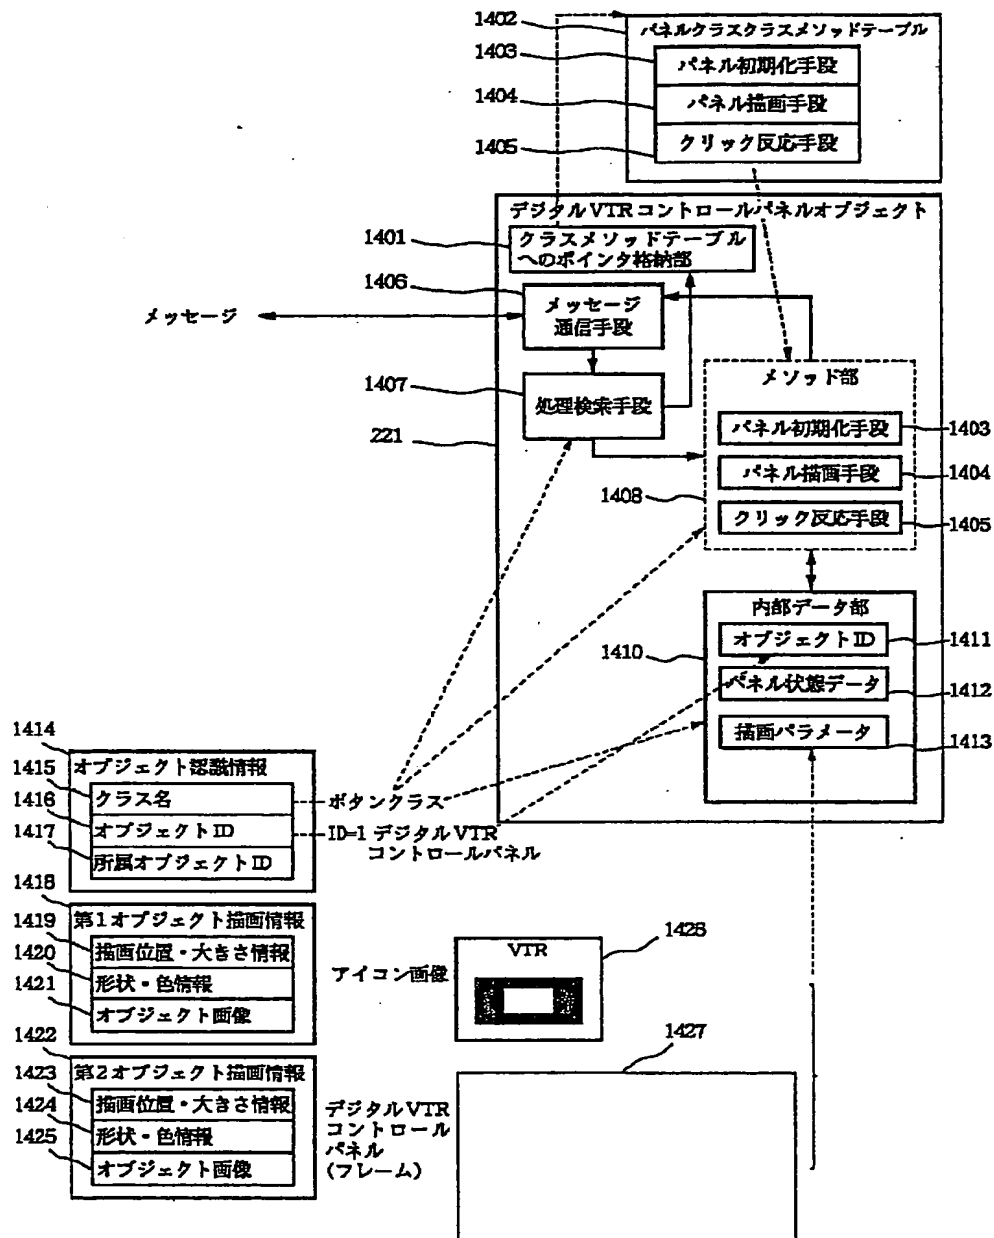 1402
パネルクラスクラスメソッドテーブル
1403
パネル初期化手段
1404
パネル描画手段
1405
クリック反応手段
デジタルVTRコントロールパネルオブジェクト
1401
クラスメソッドテーブル
へのポインタ格納部
1406
メッセージ
メッセージ
通信手段
1407
処理検索手段
221
メソッド部
パネル初期化手段
1403
パネル描画手段
1404
1408
クリック反応手段
1405
内部データ部
オブジェクトID
1411
1410
パネル状態データ
1412
描画パラメータ
1413
1414
オブジェクト認識情報
1415
クラス名
ボタンクラス
1416
オブジェクトID
ID=1 デジタルVTR
コントロールパネル
1417
所属オブジェクトID
1418
第1オブジェクト描画情報
1419
描画位置・大きさ情報
1420
形状・色情報
1421
オブジェクト画像
アイコン画像
VTR
1426
1422
第2オブジェクト描画情報
1423
描画位置・大きさ情報
1424
形状・色情報
1425
オブジェクト画像
デジタルVTR
コントロール
パネル
(フレーム)
1427